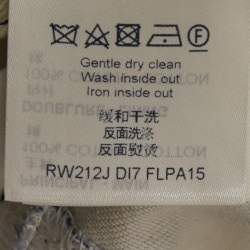 Gentle dry clean
Wash inside out
Iron inside out
缓和干洗
反面洗涤
反面熨烫
RW212J DI7 FLPA15